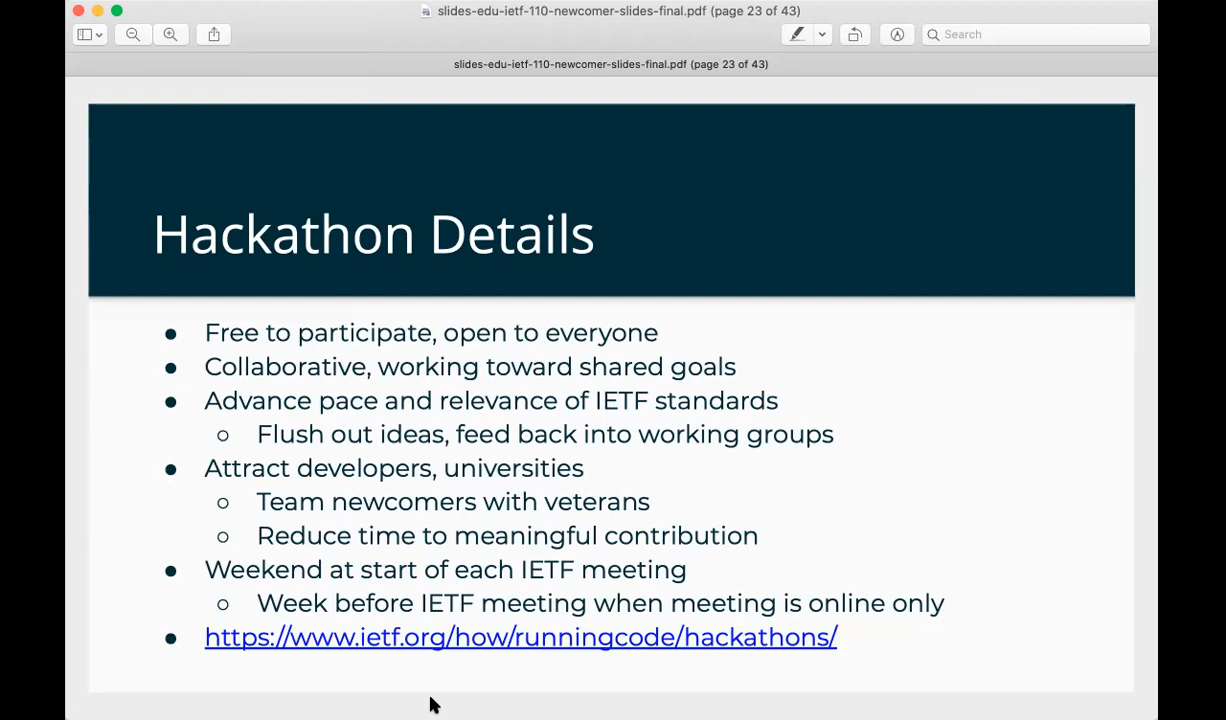 slides-edu-ietf-110-newcomer-slides-final.pdf (page 23 of 43)
Search
slides-edu-ietf-110-newcomer-slides-final.pdf (page 23 of 43)
Hackathon Details
● Free to participate, open to everyone
● Collaborative, working toward shared goals
● Advance pace and relevance of IETF standards
○ Flush out ideas, feed back into working groups
● Attract developers, universities
○ Team newcomers with veterans
○ Reduce time to meaningful contribution
● Weekend at start of each IETF meeting
○ Week before IETF meeting when meeting is online only
● https://www.ietf.org/how/runningcode/hackathons/